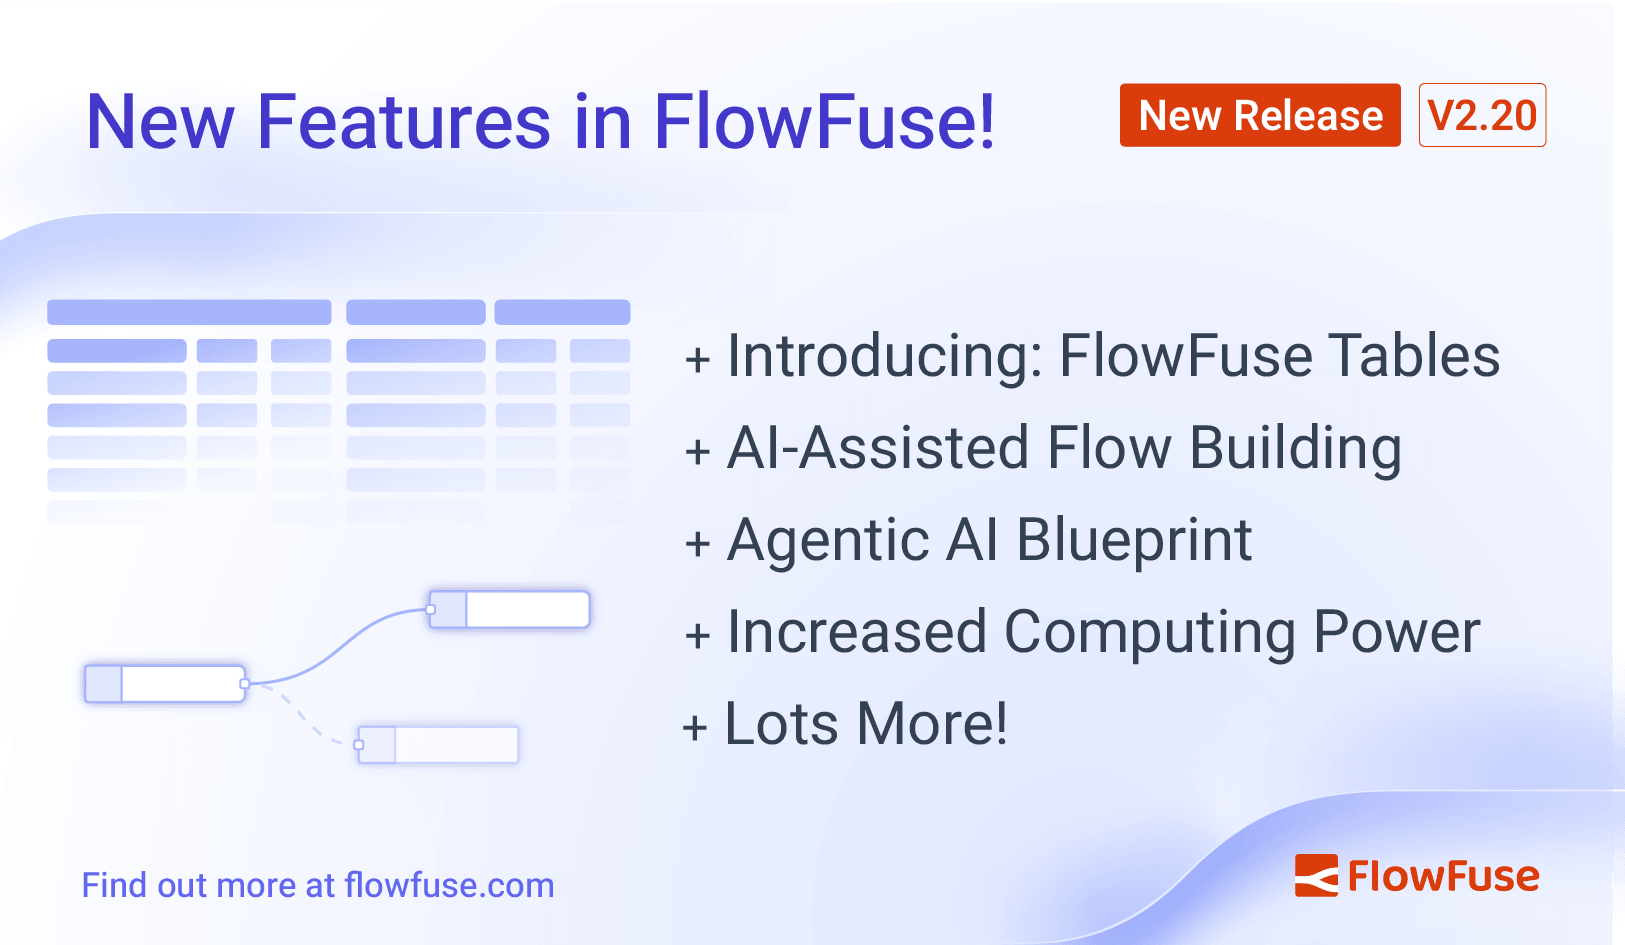 New Features in FlowFuse!
New Release
V2.20
+ Introducing: FlowFuse Tables
+ AI-Assisted Flow Building
+ Agentic AI Blueprint
+ Increased Computing Power
+ Lots More!
Find out more at flowfuse.com
FlowFuse